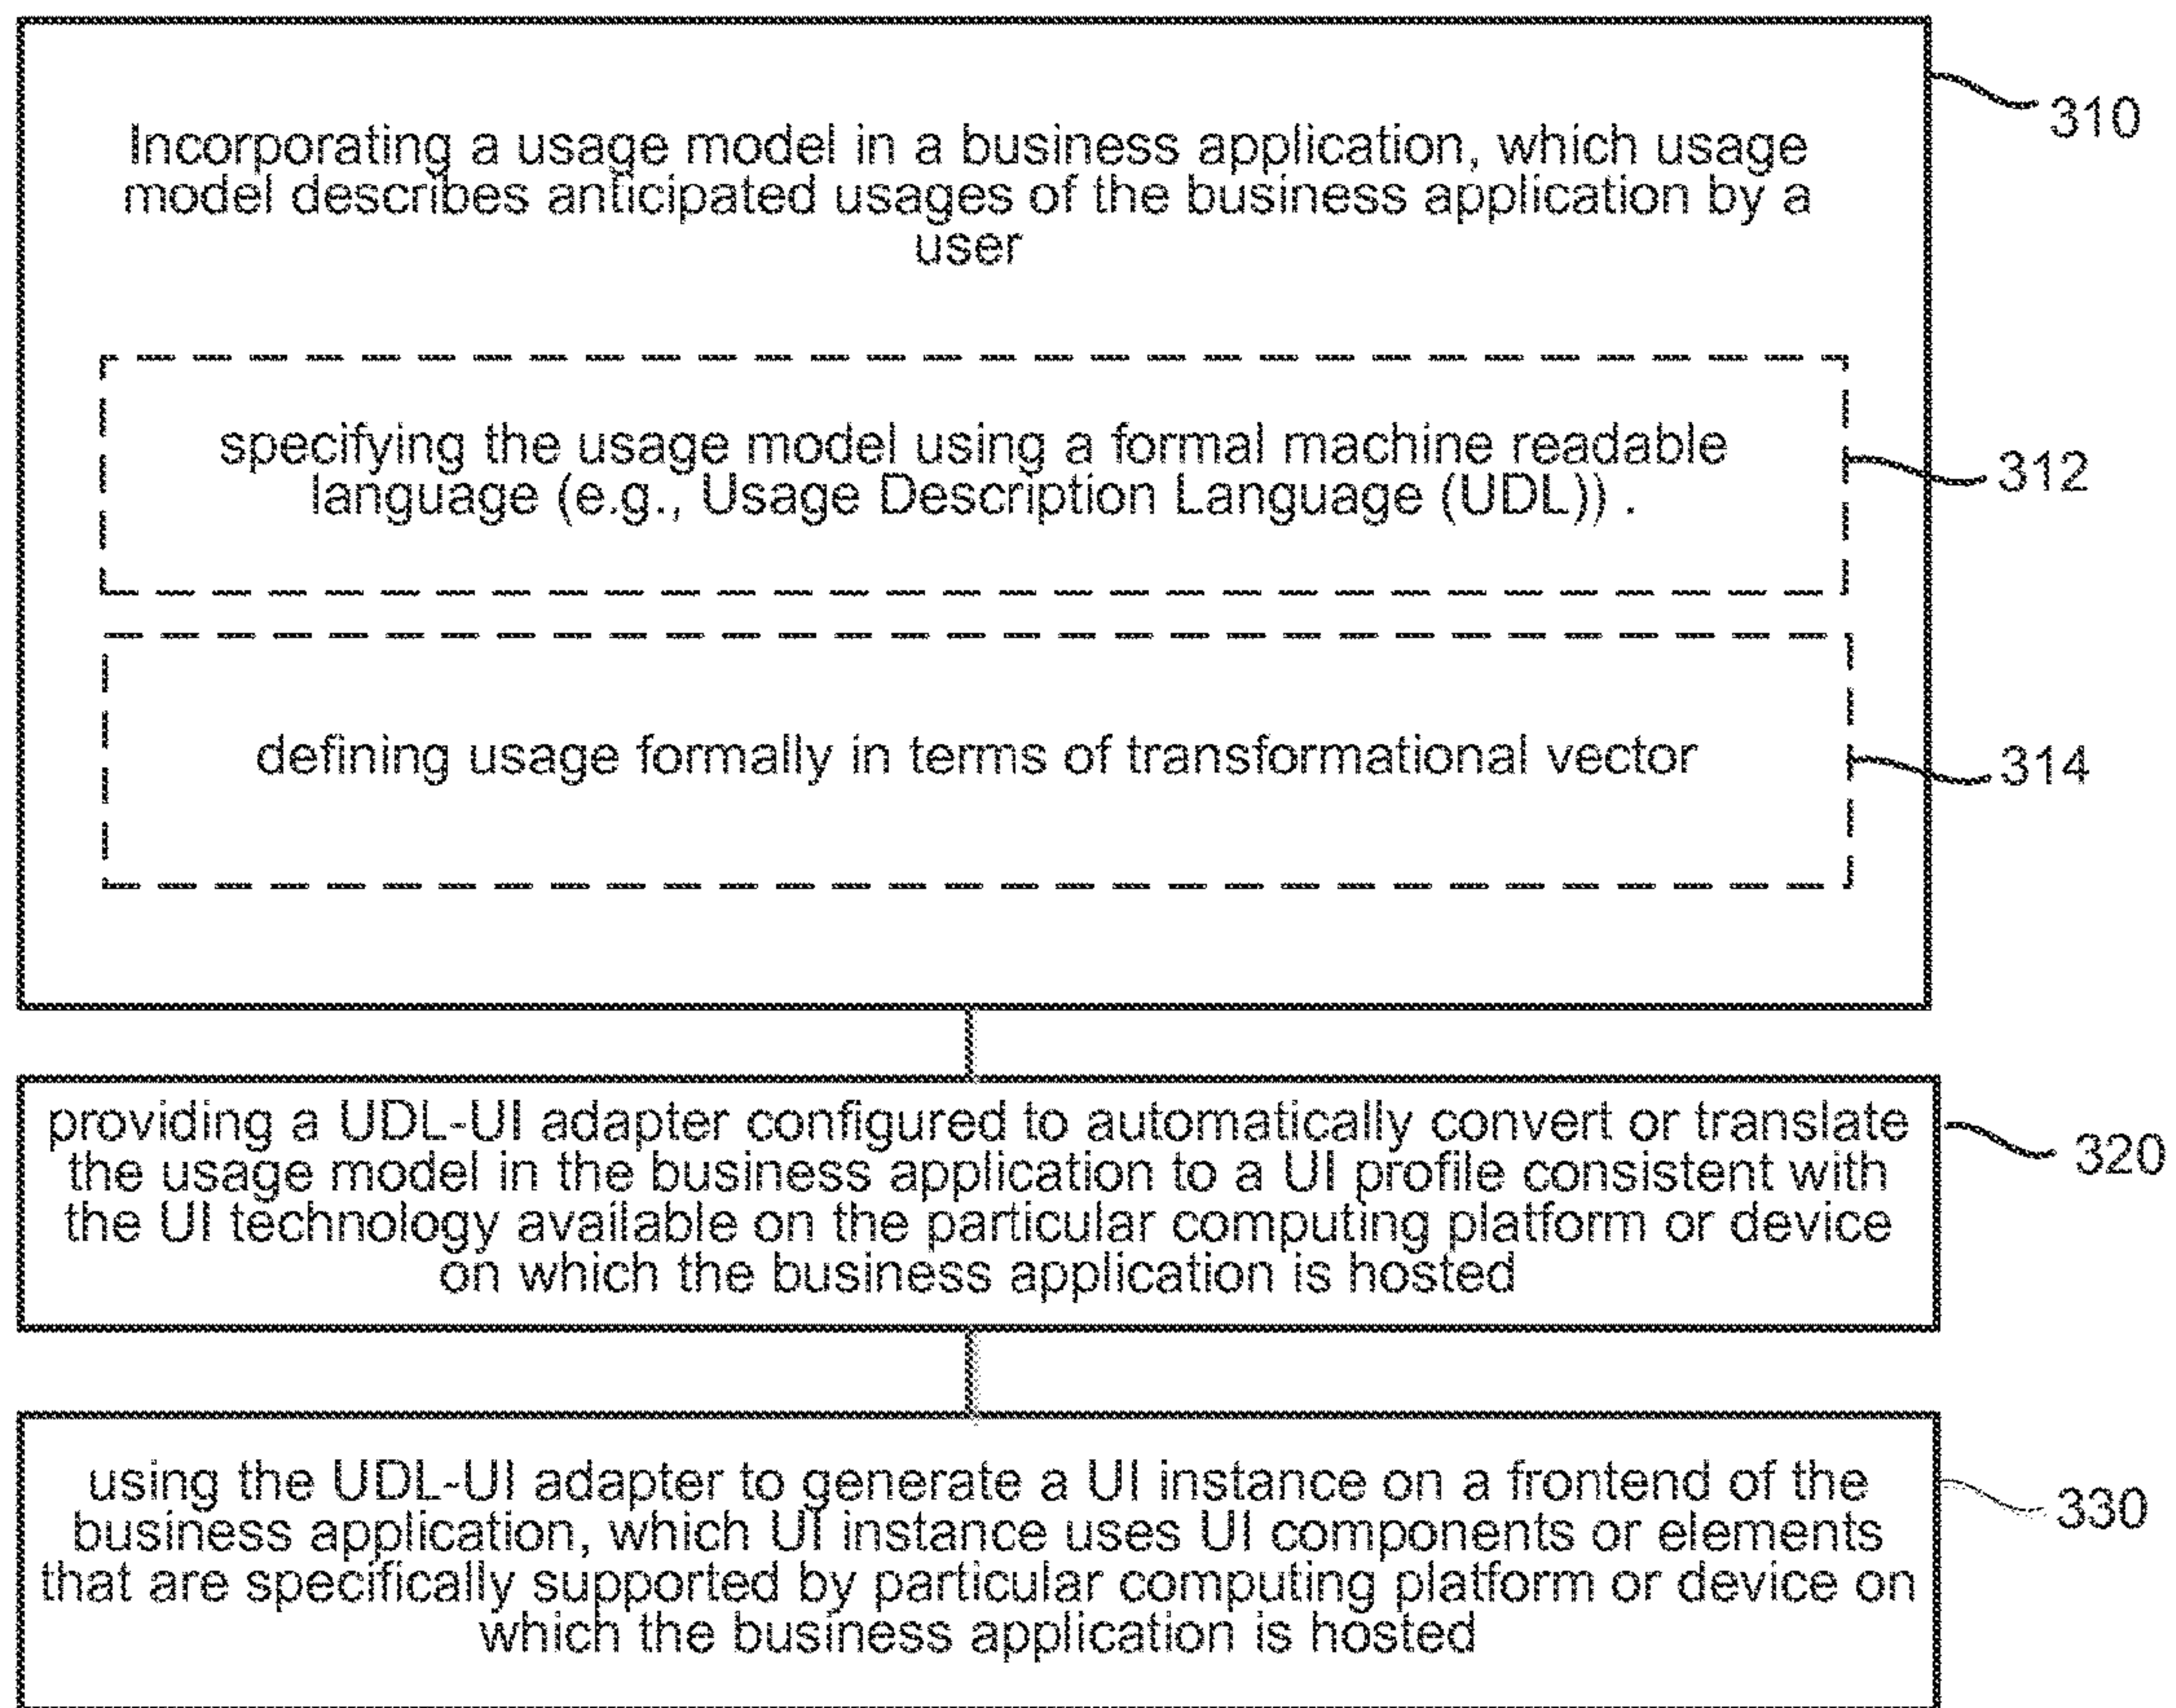 Incorporating a usage model in a business application, which usage
model describes anticipated usages of the business application by a
user
310
specifying the usage model using a formal machine readable
language (e.g., Usage Description Language (UDL)) .
312
defining usage formally in terms of transformational vector
314
providing a UDL-UI adapter configured to automatically convert or translate
the usage model in the business application to a UI profile consistent with
the UI technology available on the particular computing platform or device
on which the business application is hosted
320
using the UDL-UI adapter to generate a UI instance on a frontend of the
business application, which UI instance uses UI components or elements
that are specifically supported by particular computing platform or device on
which the business application is hosted
330